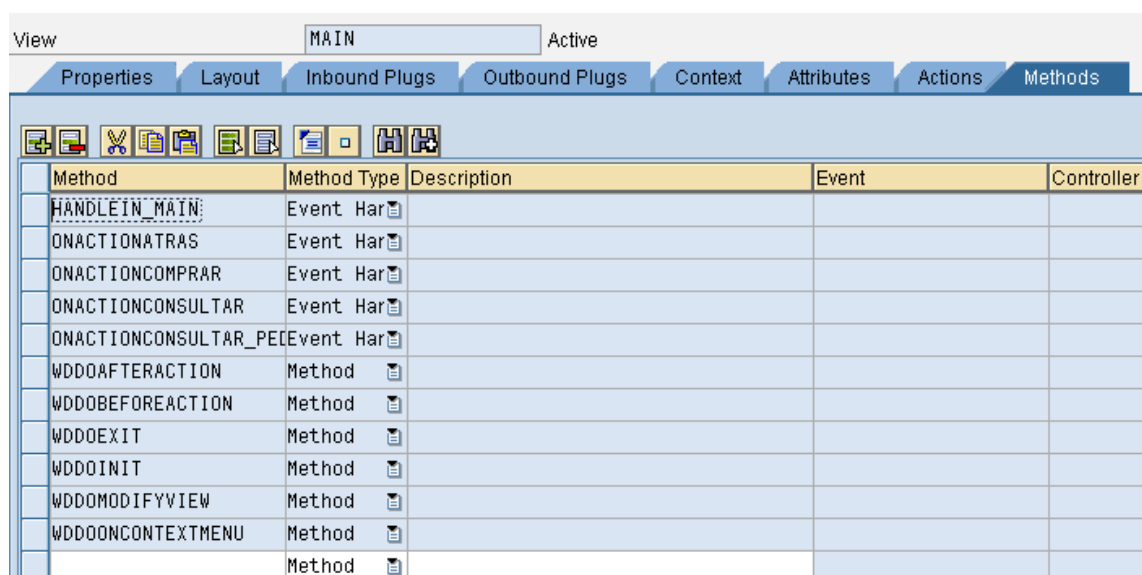 View MAIN Active
Properties Layout Inbound Plugs Outbound Plugs Context Attributes Actions Methods
Method Method Type Description Event Controller
HANDLEIN_MAIN Event Har
ONACTIONATRAS Event Har
ONACTIONCOMPRAR Event Har
ONACTIONCONSULTAR Event Har
ONACTIONCONSULTAR_PED Event Har
WDDOAFTERACTION Method
WDDOBEFOREACTION Method
WDDOEXIT Method
WDDOINIT Method
WDDOMODIFYVIEW Method
WDDOONCONTEXTMENU Method
Method